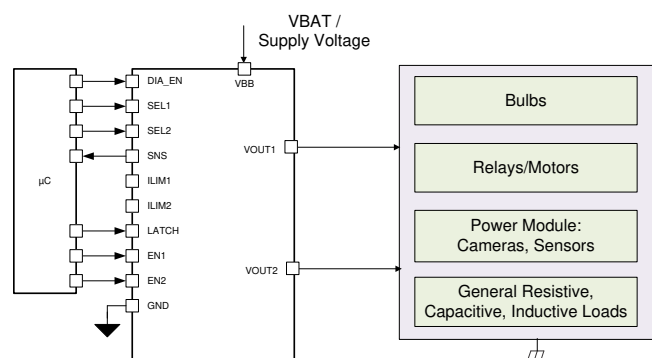 VBAT /
Supply Voltage
VBB
µC
DIA_EN
SEL1
SEL2
SNS
ILIM1
ILIM2
LATCH
EN1
EN2
GND
VOUT1
VOUT2
Bulbs
Relays/Motors
Power Module:
Cameras, Sensors
General Resistive,
Capacitive, Inductive Loads